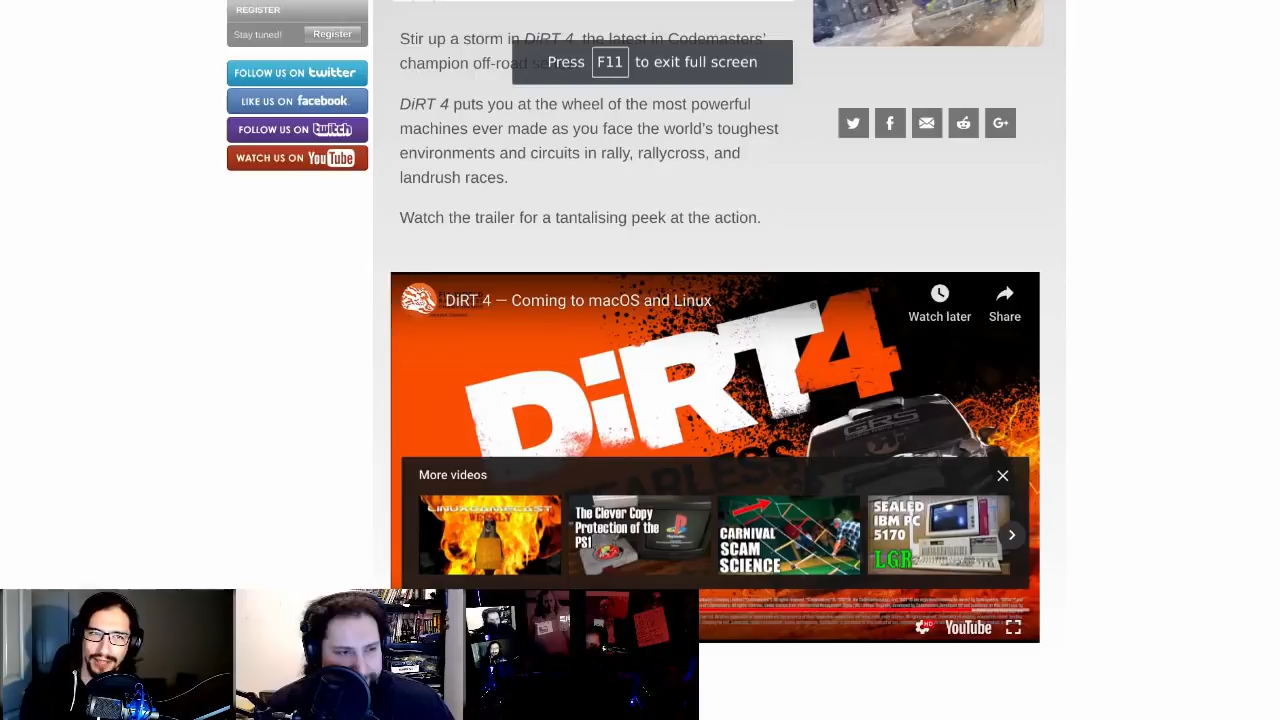 REGISTER
Stay tuned!
Register
FOLLOW US ON twitter
LIKE US ON facebook
FOLLOW US ON twitch
WATCH US ON YouTube
Stir up a storm in DiRT 4, the latest in Codemasters'
champion off-road
Press F11 to exit full screen
DiRT 4 puts you at the wheel of the most powerful
machines ever made as you face the world's toughest
environments and circuits in rally, rallycross, and
landrush races.
Watch the trailer for a tantalising peek at the action.
G+
DiRT 4 — Coming to macOS and Linux
Watch later
Share
DiRT4
GRS
FEARLESS
More videos
LINUXGAMECAST
WEEKLY
The Clever Copy
Protection of the
PS1
CARNIVAL
SCAM
SCIENCE
SEALED
IBM PC
5170
LGR
HD
YouTube